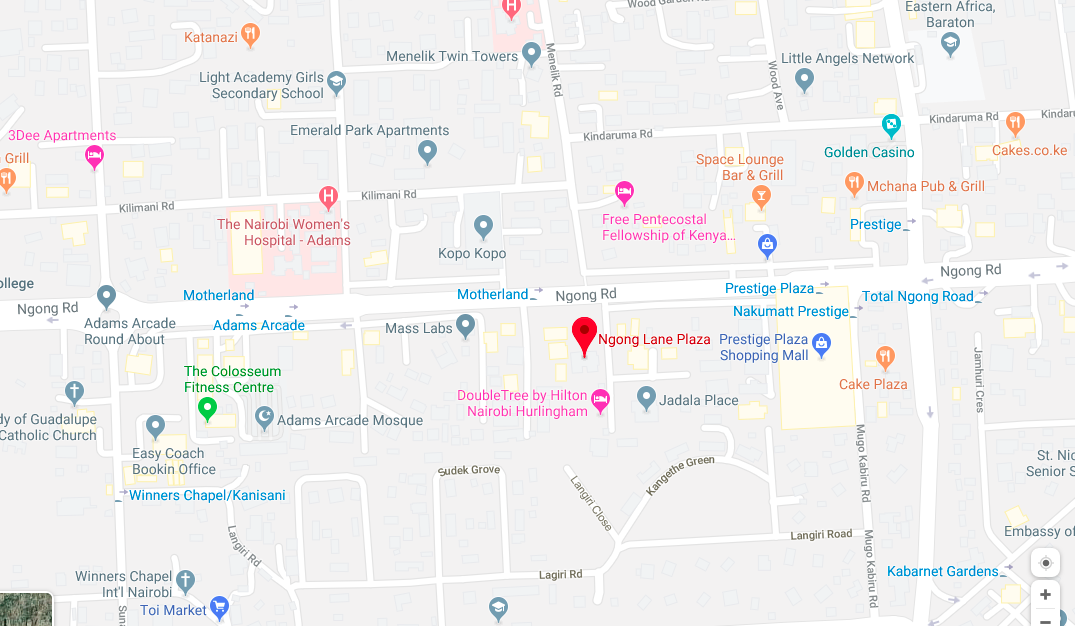 Wood Garden Rd
Eastern Africa,
Baraton
Katanazi
Menelik Twin Towers
Menelik Rd
Little Angels Network
Wood Ave
Light Academy Girls
Secondary School
3Dee Apartments
Emerald Park Apartments
Kindaruma Rd
Kindaruma Rd
Kindaru
Grill
Golden Casino
Cakes.co.ke
Space Lounge
Bar & Grill
Mchana Pub & Grill
Kilimani Rd
Kilimani Rd
The Nairobi Women's
Hospital - Adams
Free Pentecostal
Fellowship of Kenya...
Prestige
Kopo Kopo
ollege
Ngong Rd
Motherland
Motherland
Ngong Rd
Prestige Plaza
Ngong Rd
Total Ngong Road
Adams Arcade
Round About
Adams Arcade
Mass Labs
Nakumatt Prestige
Ngong Lane Plaza
Prestige Plaza
Shopping Mall
The Colosseum
Fitness Centre
DoubleTree by Hilton
Nairobi Hurlingham
Jadala Place
Cake Plaza
Jamhuri Cres
dy of Guadalupe
Catholic Church
Adams Arcade Mosque
Easy Coach
Bookin Office
Mugo Kabiru Rd
Sudek Grove
Kangethe Green
St. Nic
Senior S
Winners Chapel/Kanisani
Langiri Close
Langiri Rd
Langiri Road
Embassy of
Mugo Kabiru Rd
Lagiri Rd
Kabarnet Gardens
Winners Chapel
Int'l Nairobi
Toi Market
Suna